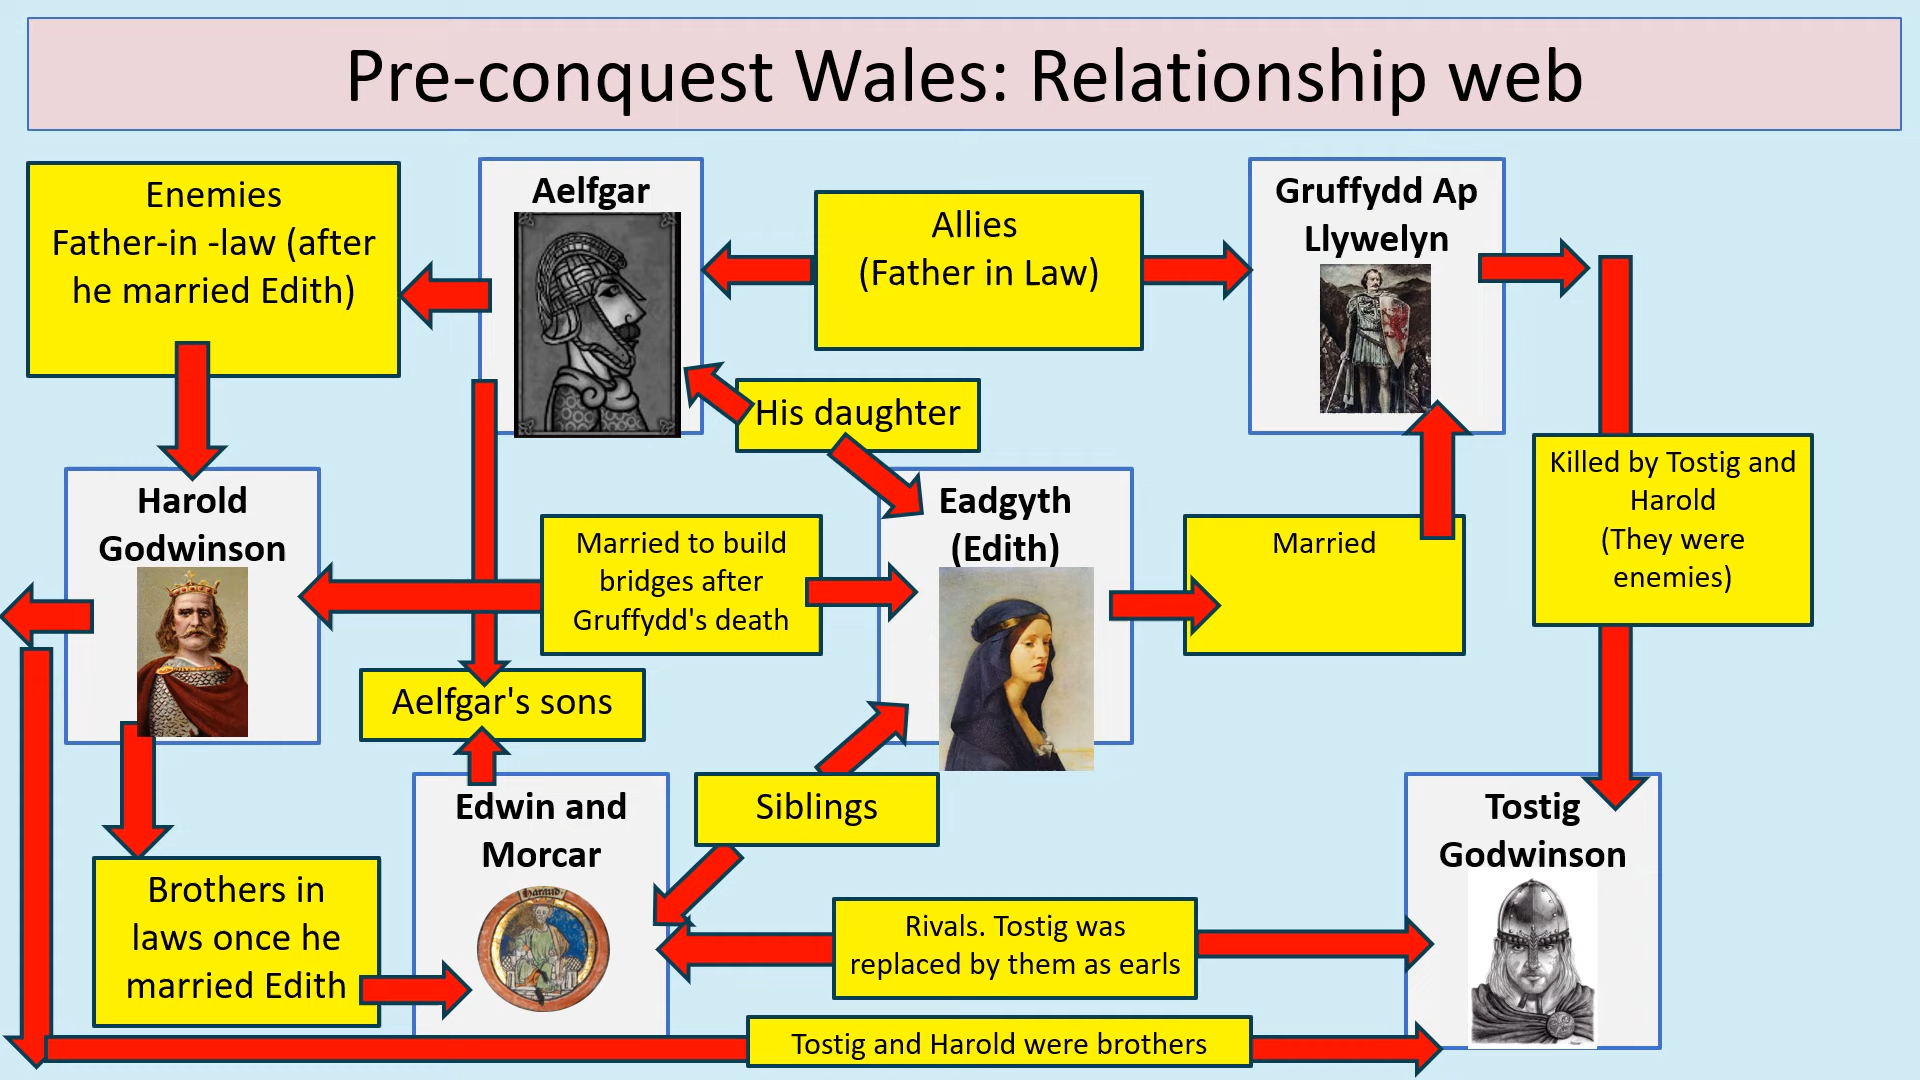 Pre-conquest Wales: Relationship web
Enemies
Father-in -law (after
he married Edith)
Aelfgar
Allies
(Father in Law)
Gruffydd Ap
Llywelyn
His daughter
Killed by Tostig and
Harold
(They were
enemies)
Harold
Godwinson
Married to build
bridges after
Gruffydd's death
Eadgyth
(Edith)
Married
Aelfgar's sons
Edwin and
Morcar
Siblings
Tostig
Godwinson
Brothers in
laws once he
married Edith
Rivals. Tostig was
replaced by them as earls
Tostig and Harold were brothers